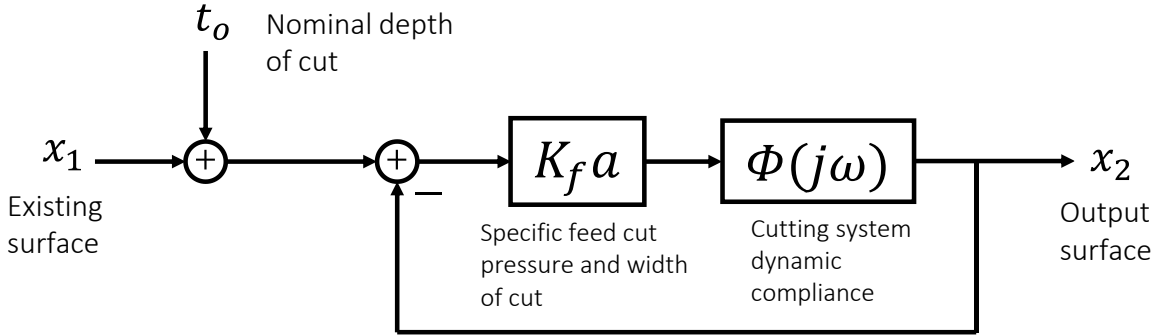 t_o
Nominal depth
of cut
x_1
+
+
−
K_f a
Φ(jω)
x_2
Existing
surface
Specific feed cut
pressure and width
of cut
Cutting system
dynamic
compliance
Output
surface